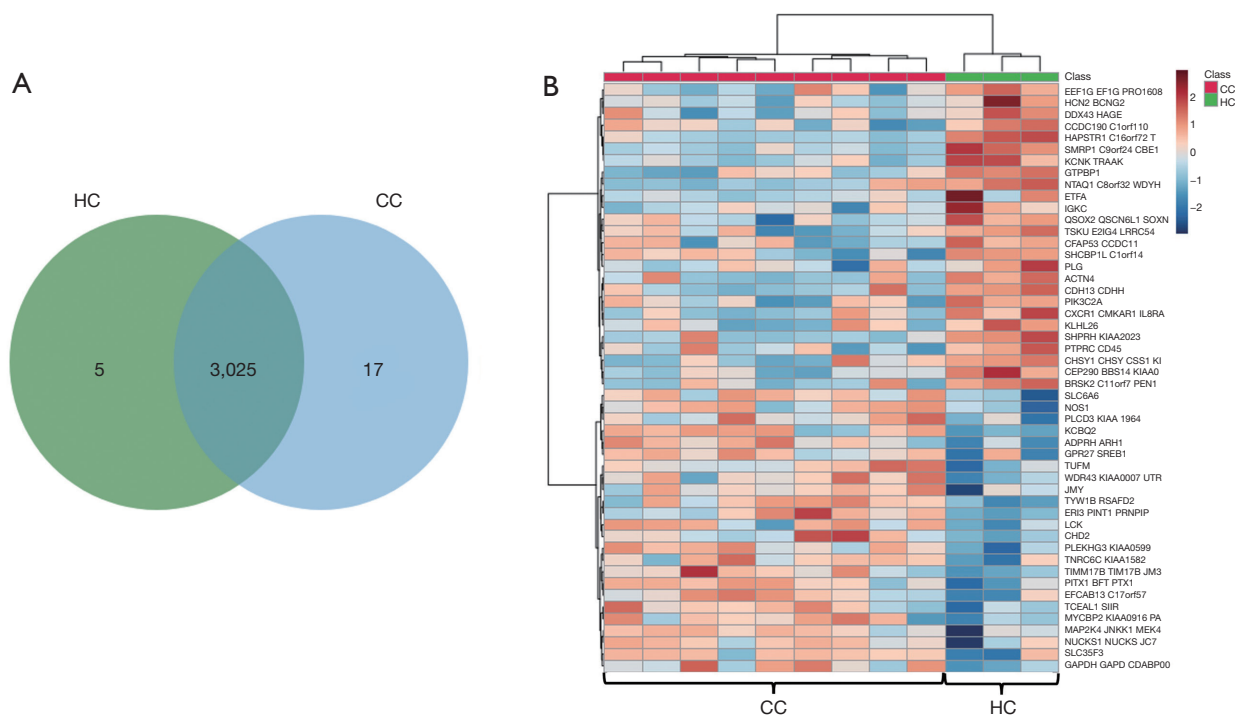 A
HC
CC
5
3,025
17
B
Class
EEF1G EF1G PRO1608
HCN2 BCNG2
DDX43 HAGE
CCDC190 C1orf110
HAPSTR1 C16orf72 T
SMRP1 C9orf24 CBE1
KCNK TRAAK
GTPBP1
NTAQ1 C8orf32 WDYH
ETFA
IGKC
QSOX2 QSCN6L1 SOXN
TSKU E2IG4 LRRC54
CFAP53 CCDC11
SHCBP1L C1orf14
PLG
ACTN4
CDH13 CDHH
PIK3C2A
CXCR1 CMKAR1 IL8RA
KLHL26
SHPRH KIAA2023
PTPRC CD45
CHSY1 CHSY CSS1 KI
CEP290 BBS14 KIAA0
BRSK2 C11orf7 PEN1
SLC6A6
NOS1
PLCD3 KIAA 1964
KCBQ2
ADPRH ARH1
GPR27 SREB1
TUFM
WDR43 KIAA0007 UTR
JMY
TYW1B RSAFD2
ERI3 PINT1 PRNPIP
LCK
CHD2
PLEKHG3 KIAA0599
TNRC6C KIAA1582
TIMM17B TIM17B JM3
PITX1 BFT PTX1
EFCAB13 C17orf57
TCEAL1 SIIR
MYCBP2 KIAA0916 PA
MAP2K4 JNKK1 MEK4
NUCKS1 NUCKS JC7
SLC35F3
GAPDH GAPD CDABP00
2
1
0
−1
−2
Class
CC
HC
CC
HC